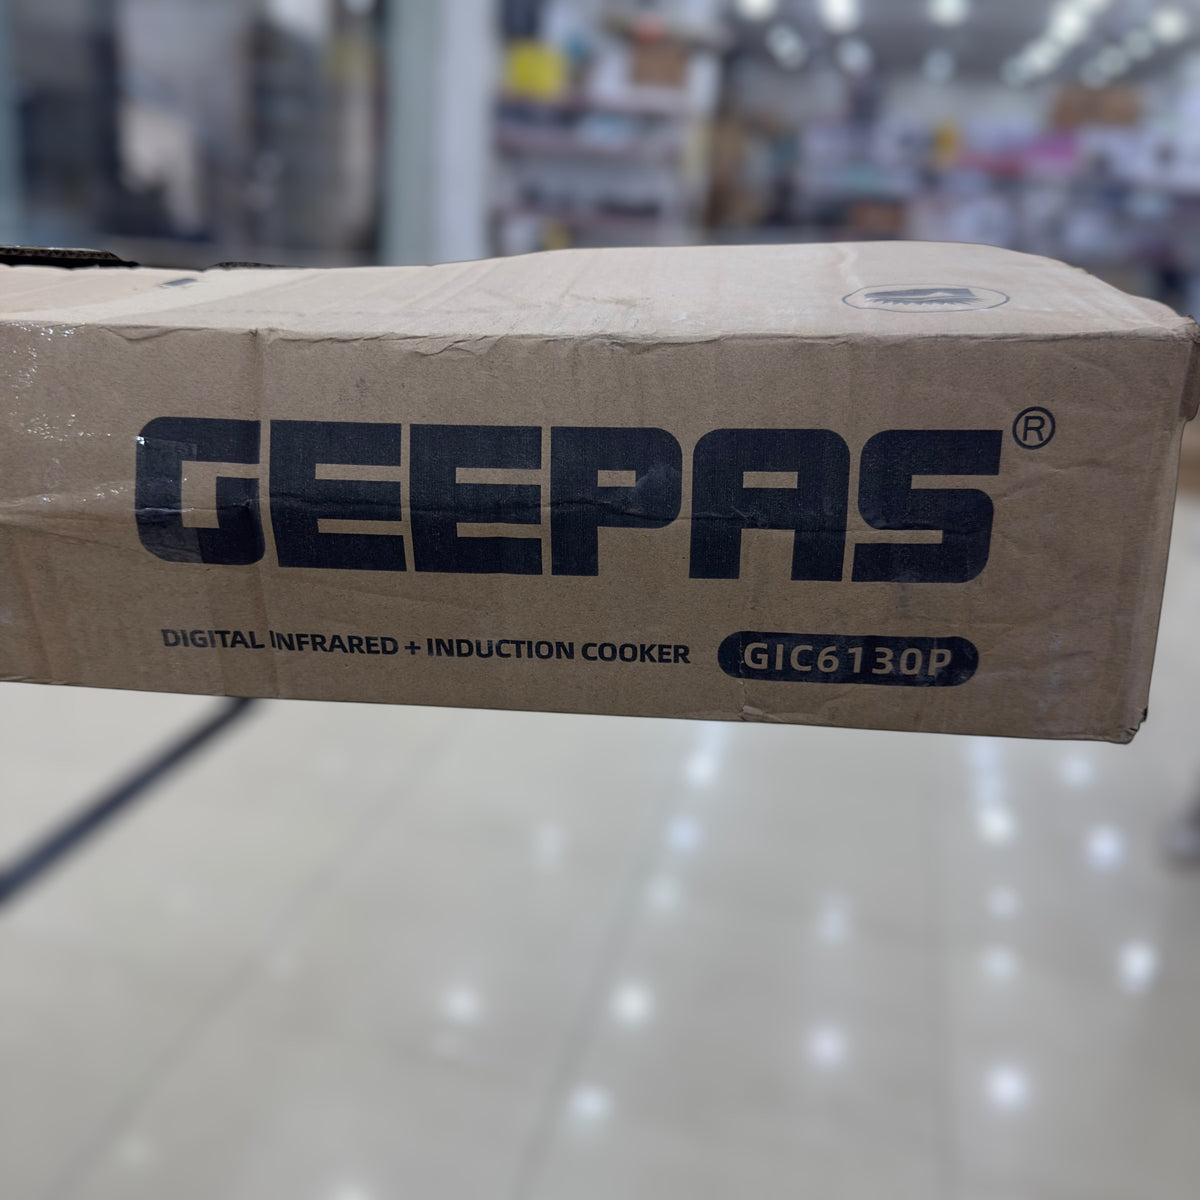 GEEPAS®
DIGITAL INFRARED + INDUCTION COOKER GIC6130P